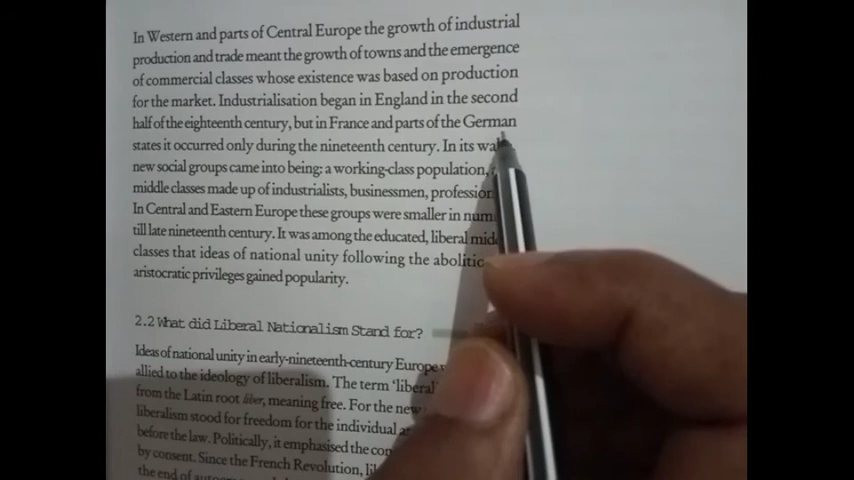 In Western and parts of Central Europe the growth of industrial
production and trade meant the growth of towns and the emergence
of commercial classes whose existence was based on production
for the market. Industrialisation began in England in the second
half of the eighteenth century, but in France and parts of the German
states it occurred only during the nineteenth century. In its
new social groups came into being: a working-class population,
middle classes made up of industrialists, businessmen,
In Central and Eastern Europe these groups were smaller in
till late nineteenth century. It was among the educated, liberal
classes that ideas of national unity following the
aristocratic privileges gained popularity.
2.2 What did Liberal Nationalism Stand for?
Ideas of national unity in early-nineteenth-century Europe
allied to the ideology of liberalism. The term ‘liberal’
from the Latin root liber, meaning free. For the new
liberalism stood for freedom for the individual
before the law. Politically, it emphasised the
by consent. Since the French Revolution,
the end of